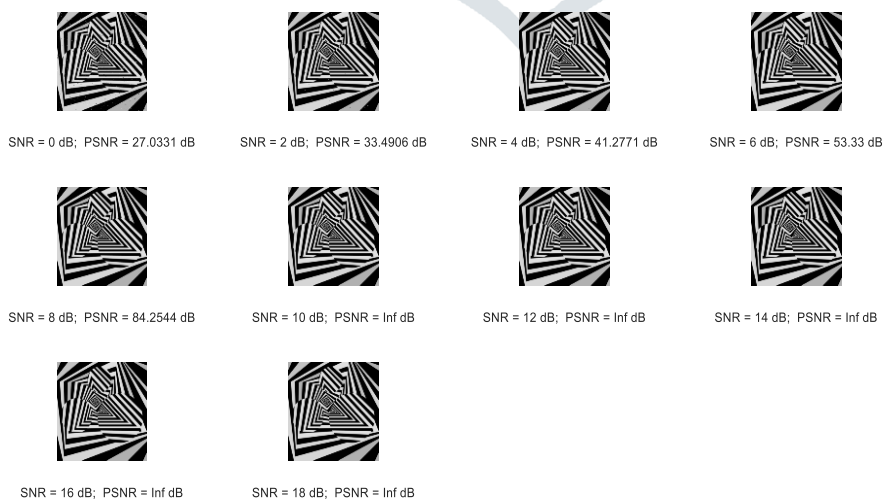 SNR = 0 dB;  PSNR = 27.0331 dB
SNR = 2 dB;  PSNR = 33.4906 dB
SNR = 4 dB;  PSNR = 41.2771 dB
SNR = 6 dB;  PSNR = 53.33 dB
SNR = 8 dB;  PSNR = 84.2544 dB
SNR = 10 dB;  PSNR = Inf dB
SNR = 12 dB;  PSNR = Inf dB
SNR = 14 dB;  PSNR = Inf dB
SNR = 16 dB;  PSNR = Inf dB
SNR = 18 dB;  PSNR = Inf dB